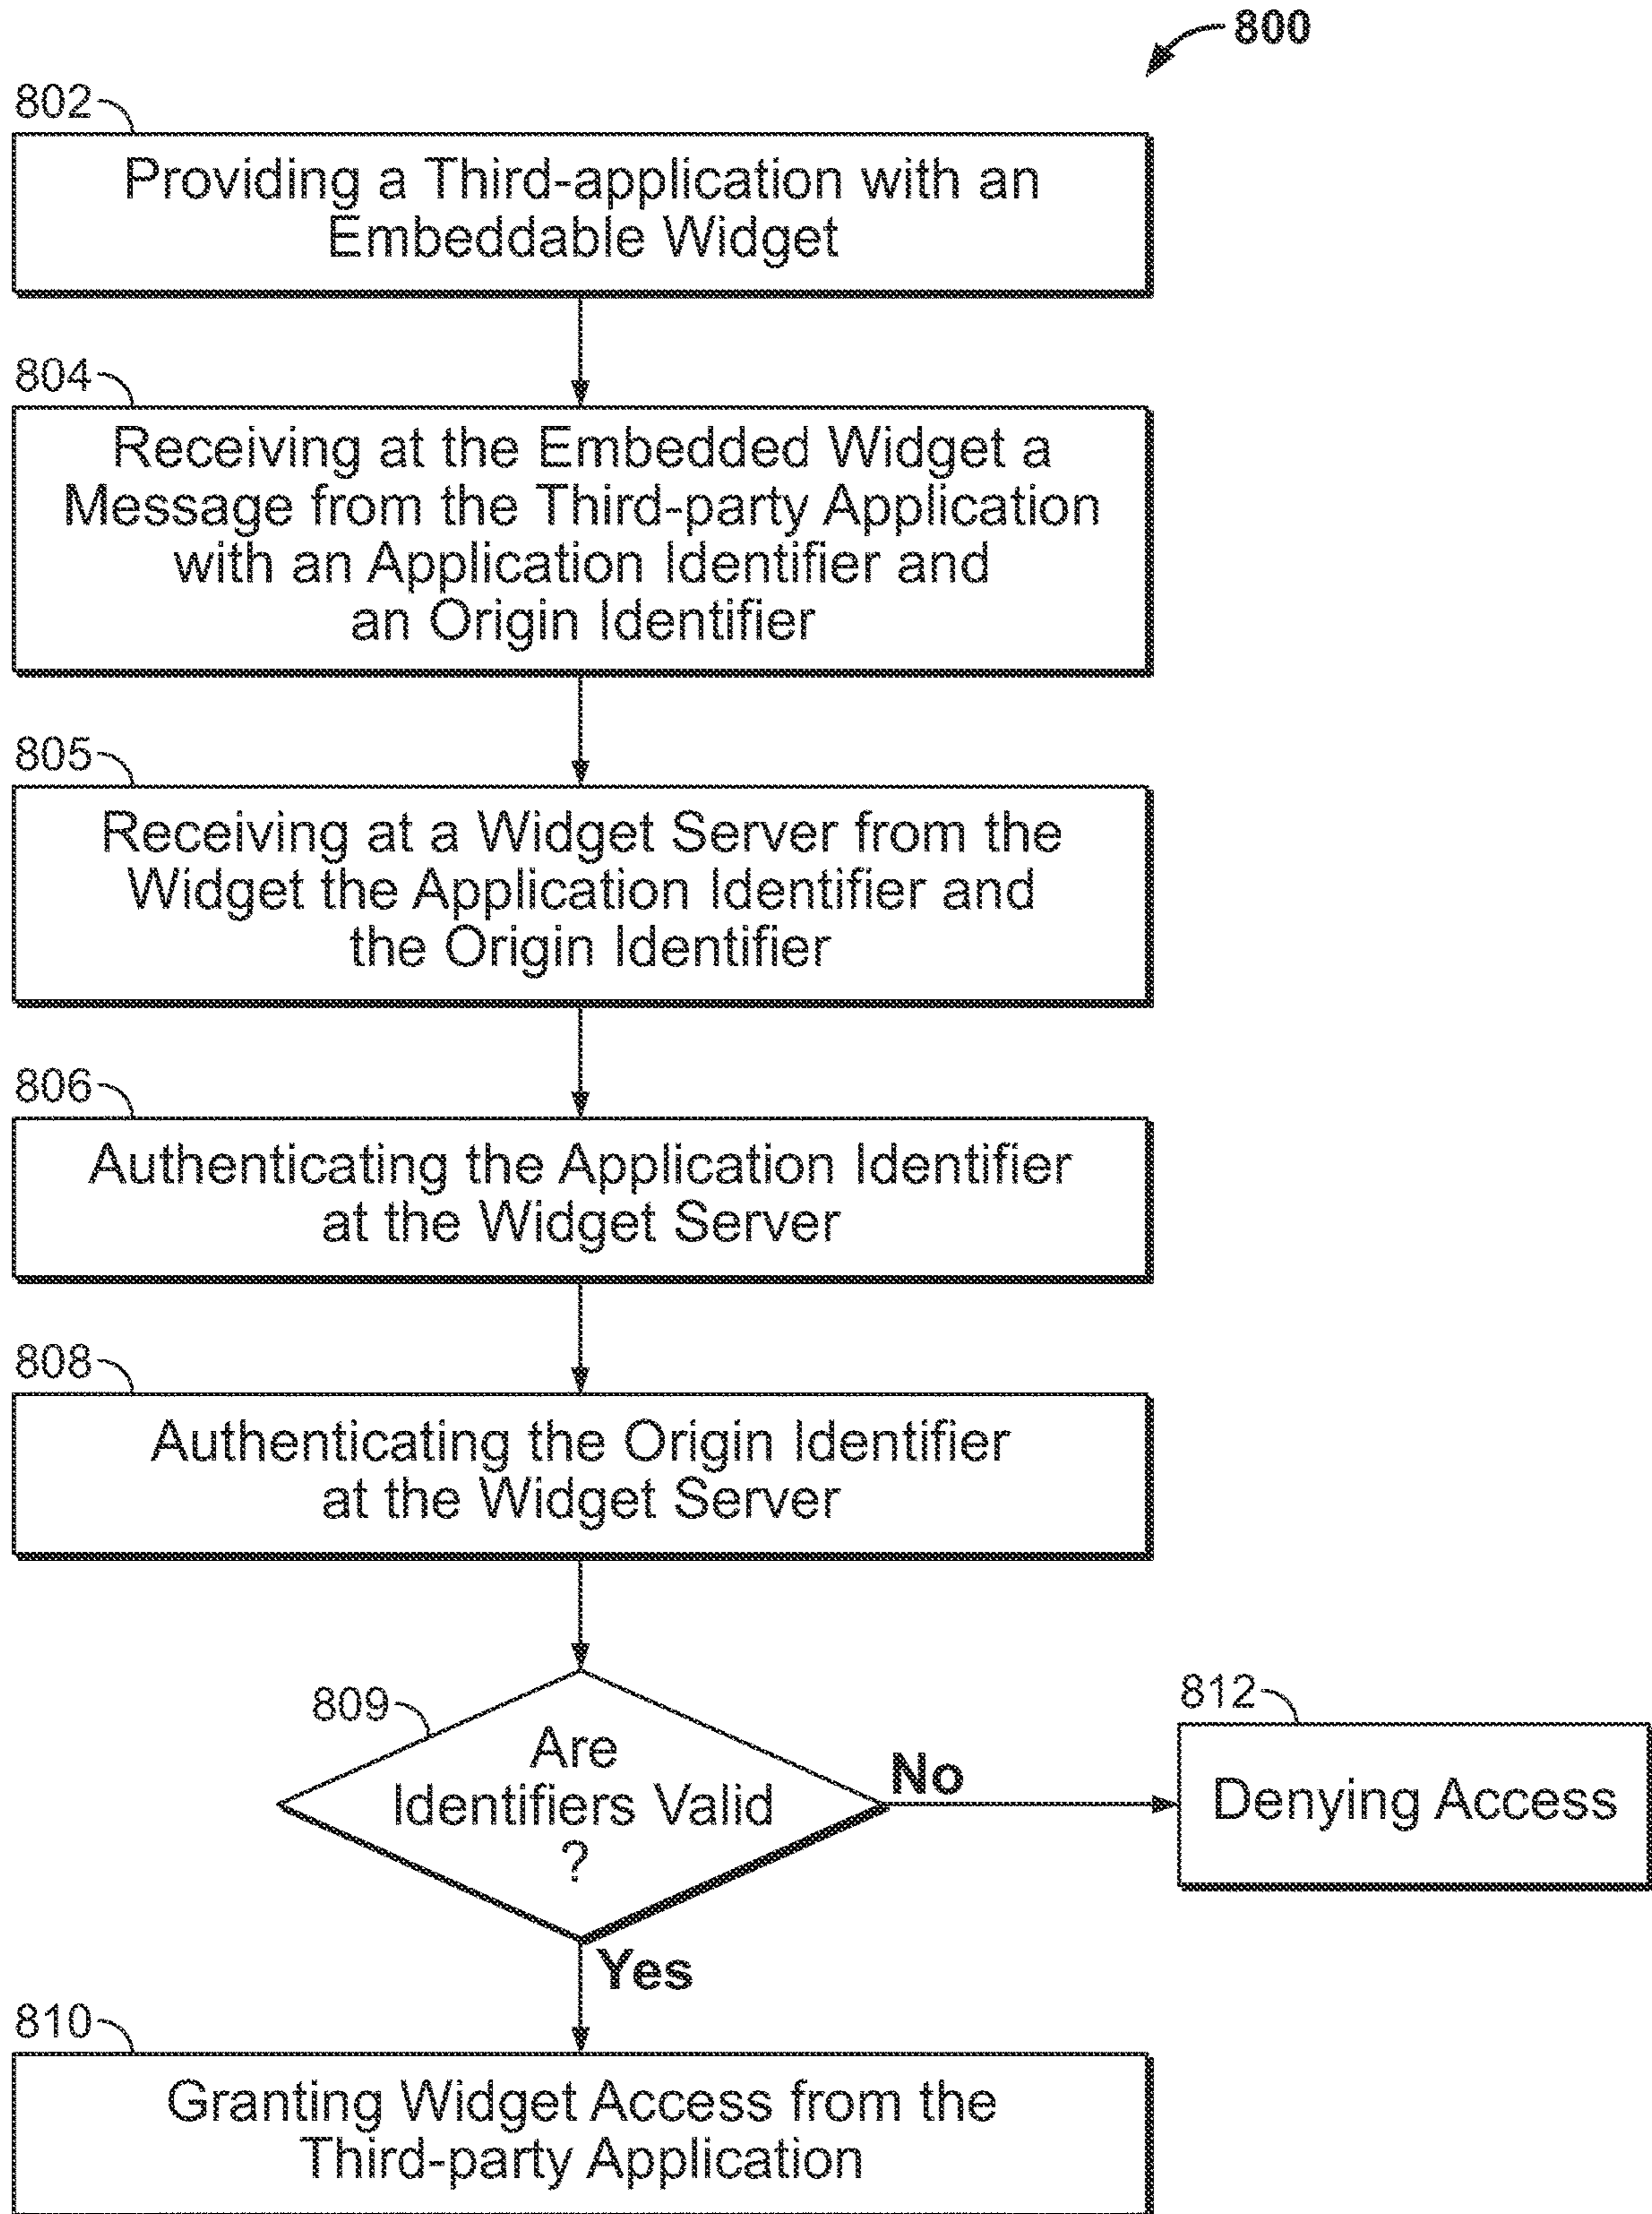 800
802
Providing a Third-application with an
Embeddable Widget
804
Receiving at the Embedded Widget a
Message from the Third-party Application
with an Application Identifier and
an Origin Identifier
805
Receiving at a Widget Server from the
Widget the Application Identifier and
the Origin Identifier
806
Authenticating the Application Identifier
at the Widget Server
808
Authenticating the Origin Identifier
at the Widget Server
809
Are
Identifiers Valid
?
No
812
Denying Access
Yes
810
Granting Widget Access from the
Third-party Application